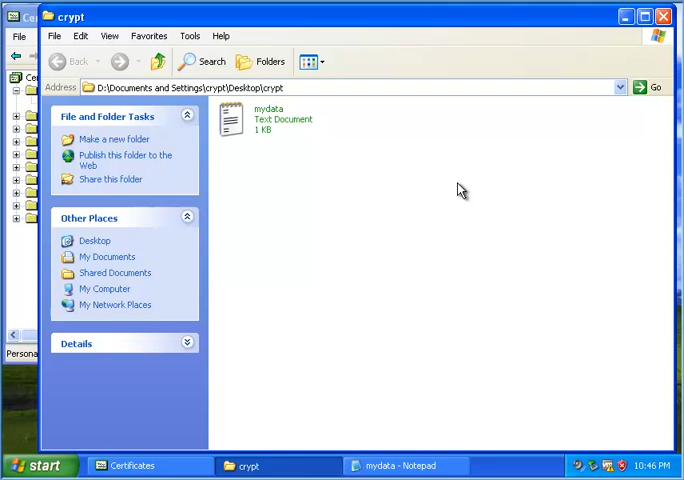 Ce
crypt
File
File Edit View Favorites Tools Help
Back Search Folders
Address D:\Documents and Settings\crypt\Desktop\crypt Go
Cer
File and Folder Tasks
Make a new folder
Publish this folder to the
Web
Share this folder
mydata
Text Document
1 KB
Other Places
Desktop
My Documents
Shared Documents
My Computer
My Network Places
Details
Persona
start Certificates crypt mydata - Notepad 10:46 PM